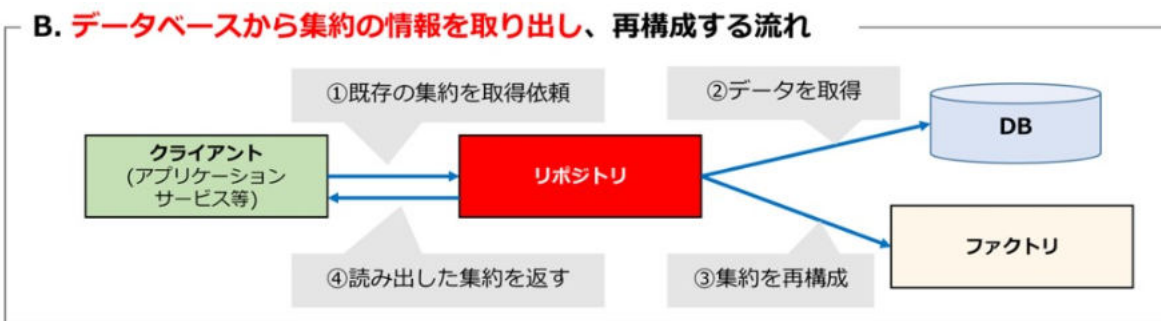 B. データベースから集約の情報を取り出し、再構成する流れ
①既存の集約を取得依頼
②データを取得
DB
クライアント
(アプリケーション
サービス等)
リポジトリ
ファクトリ
④読み出した集約を返す
③集約を再構成